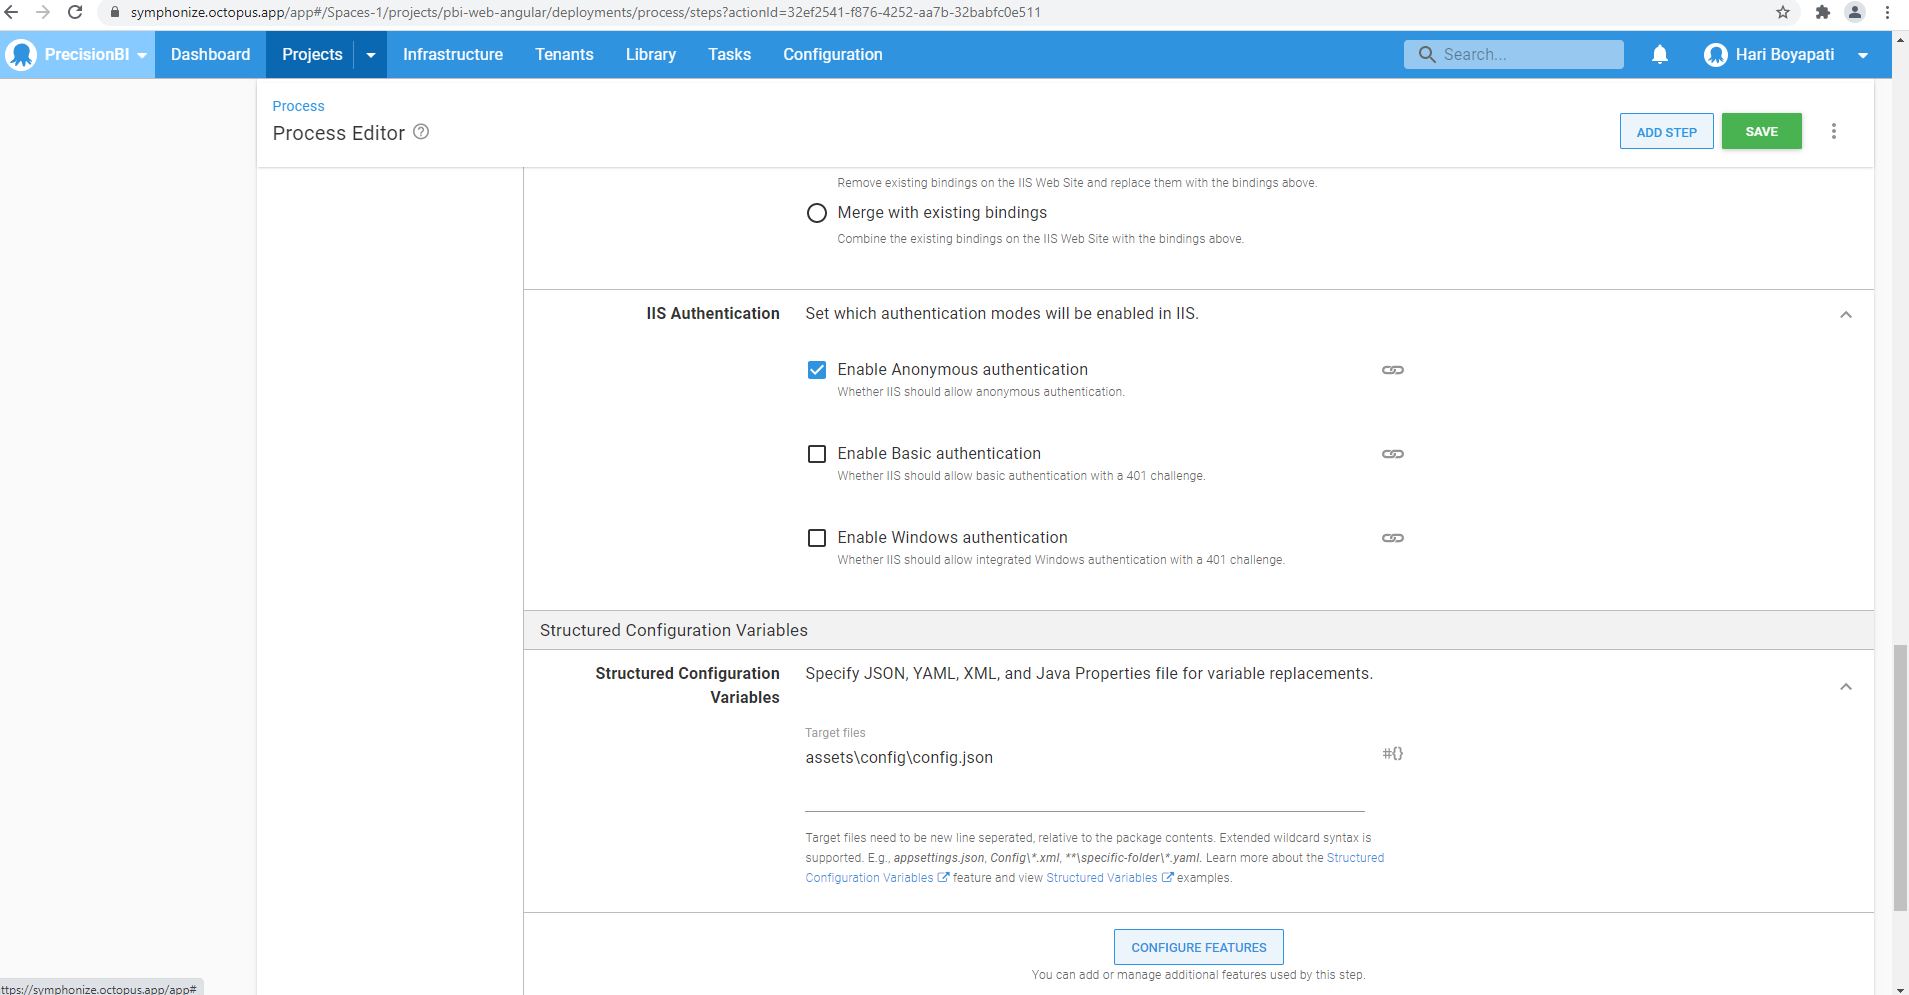 symphonize.octopus.app/app#/Spaces-1/projects/pbi-web-angular/deployments/process/steps?actionId=32ef2541-f876-4252-aa7b-32babfc0e511
PrecisionBI Dashboard Projects Infrastructure Tenants Library Tasks Configuration Search... Hari Boyapati
Process
Process Editor ?
ADD STEP SAVE
Remove existing bindings on the IIS Web Site and replace them with the bindings above.
Merge with existing bindings
Combine the existing bindings on the IIS Web Site with the bindings above.
IIS Authentication Set which authentication modes will be enabled in IIS.
Enable Anonymous authentication
Whether IIS should allow anonymous authentication.
Enable Basic authentication
Whether IIS should allow basic authentication with a 401 challenge.
Enable Windows authentication
Whether IIS should allow integrated Windows authentication with a 401 challenge.
Structured Configuration Variables
Structured Configuration Variables Specify JSON, YAML, XML, and Java Properties file for variable replacements.
Target files
assets\config\config.json
#{}
Target files need to be new line seperated, relative to the package contents. Extended wildcard syntax is
supported. E.g., appsettings.json, Config\*.xml, **\specific-folder\*.yaml. Learn more about the Structured
Configuration Variables feature and view Structured Variables examples.
CONFIGURE FEATURES
You can add or manage additional features used by this step.
ttps://symphonize.octopus.app/app#